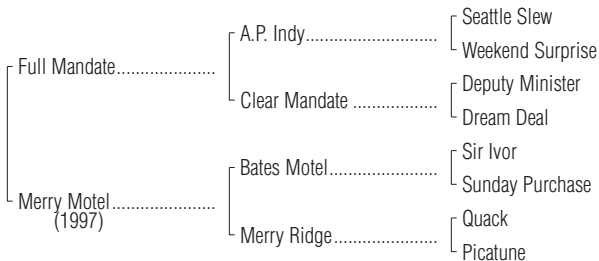 Seattle Slew
A.P. Indy
Weekend Surprise
Full Mandate
Deputy Minister
Clear Mandate
Dream Deal
Sir Ivor
Bates Motel
Sunday Purchase
Merry Motel
(1997)
Quack
Merry Ridge
Picatune